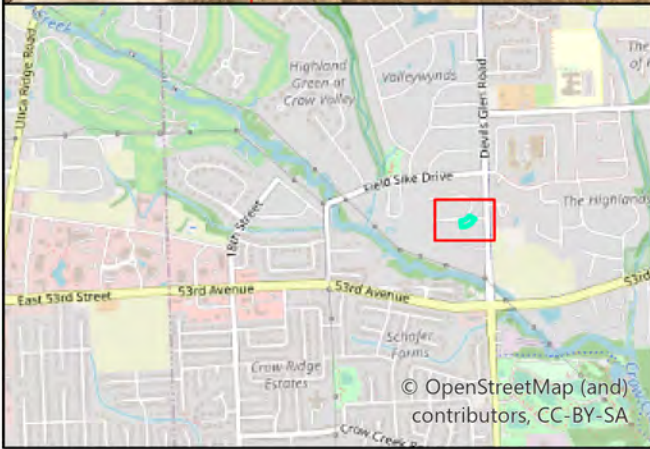 Utica Ridge Road
Highland
Green at
Crow Valley
Valleywynds
Devils Glen Road
The
of
Field Sike Drive
The Highlands
18th Street
East 53rd Street
53rd Avenue
53rd Avenue
53rd
Schafer
Farms
Crow Ridge
Estates
Crow Creek
© OpenStreetMap (and)
contributors, CC-BY-SA